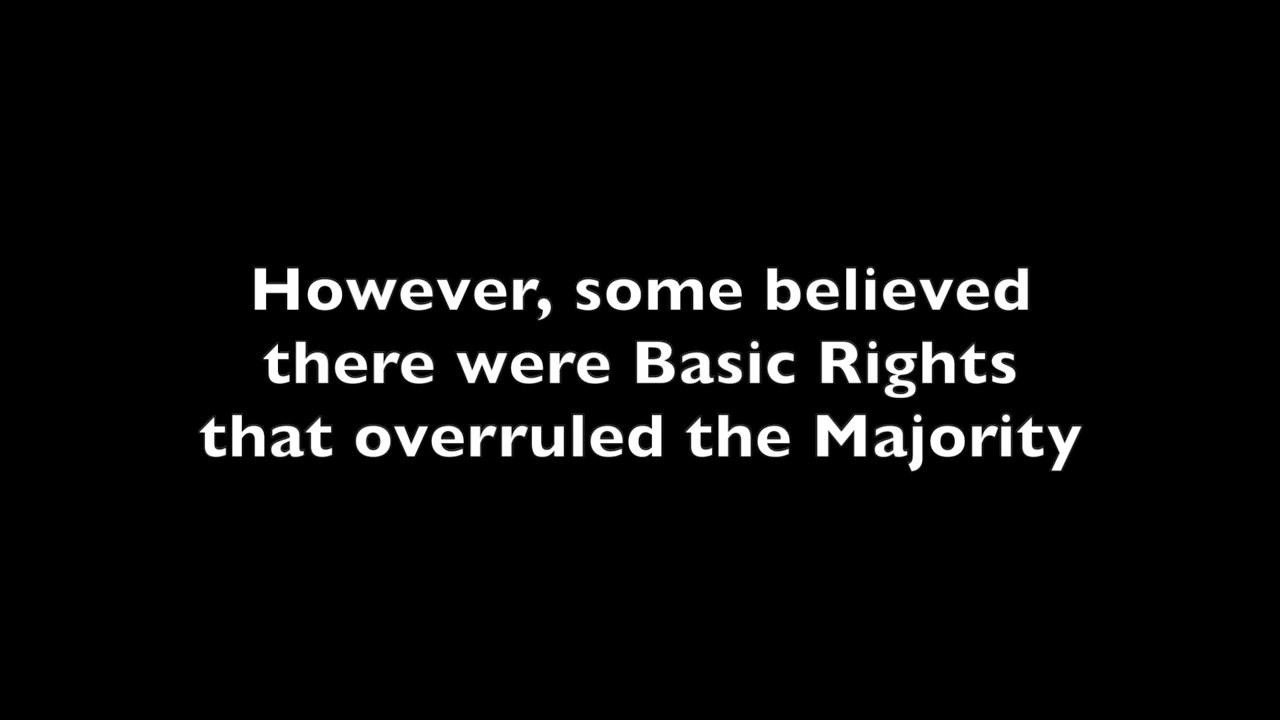 However, some believed
there were Basic Rights
that overruled the Majority